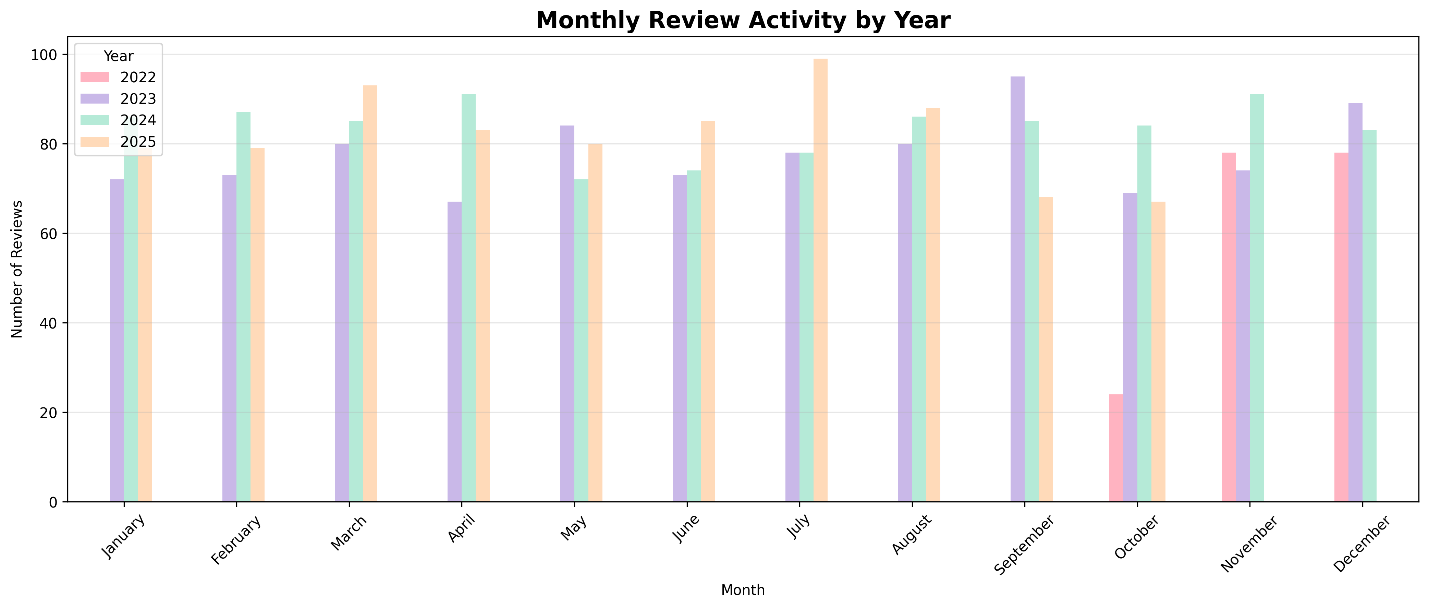 Monthly Review Activity by Year
Year
2022
2023
2024
2025
100
80
60
40
20
0
Number of Reviews
January
February
March
April
May
June
July
August
September
October
November
December
Month